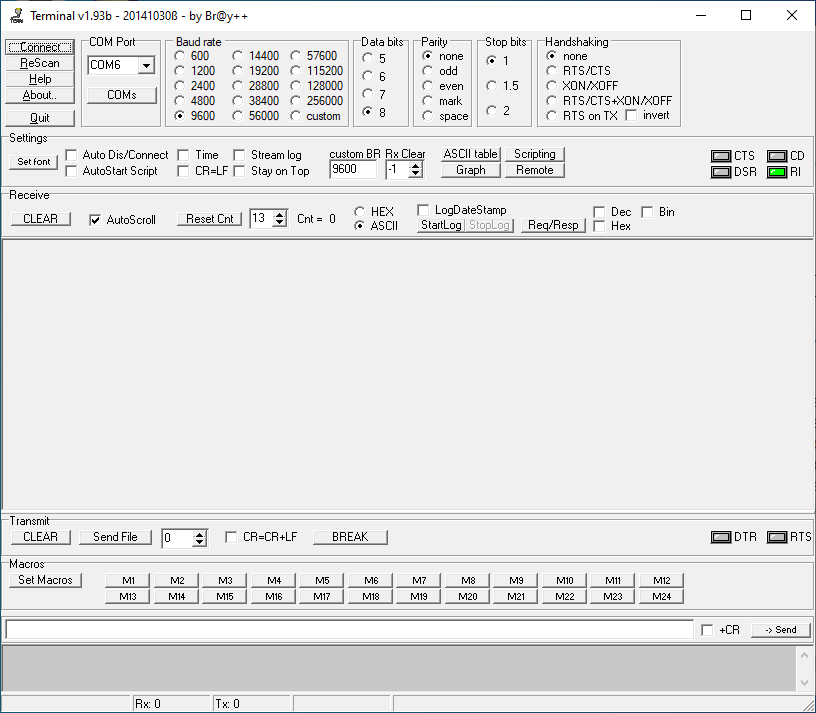 Terminal v1.93b - 20141030ß - by Br@y++
Connect
ReScan
Help
About..
Quit
COM Port
COM6
COMs
Baud rate
600 14400 57600
1200 19200 115200
2400 28800 128000
4800 38400 256000
9600 56000 custom
Data bits
5
6
7
8
Parity
none
odd
even
mark
space
Stop bits
1
1.5
2
Handshaking
none
RTS/CTS
XON/XOFF
RTS/CTS+XON/XOFF
RTS on TX invert
Settings
Set font
Auto Dis/Connect Time Stream log
AutoStart Script CR=LF Stay on Top
custom BR Rx Clear
9600 -1
ASCII table Scripting
Graph Remote
CTS CD
DSR RI
Receive
CLEAR AutoScroll Reset Cnt 13 Cnt = 0
HEX
ASCII
LogDateStamp
StartLog StopLog Req/Resp
Dec Bin
Hex
Transmit
CLEAR Send File 0 CR=CR+LF BREAK DTR RTS
Macros
Set Macros
M1 M2 M3 M4 M5 M6 M7 M8 M9 M10 M11 M12
M13 M14 M15 M16 M17 M18 M19 M20 M21 M22 M23 M24
+CR -> Send
Rx: 0 Tx: 0